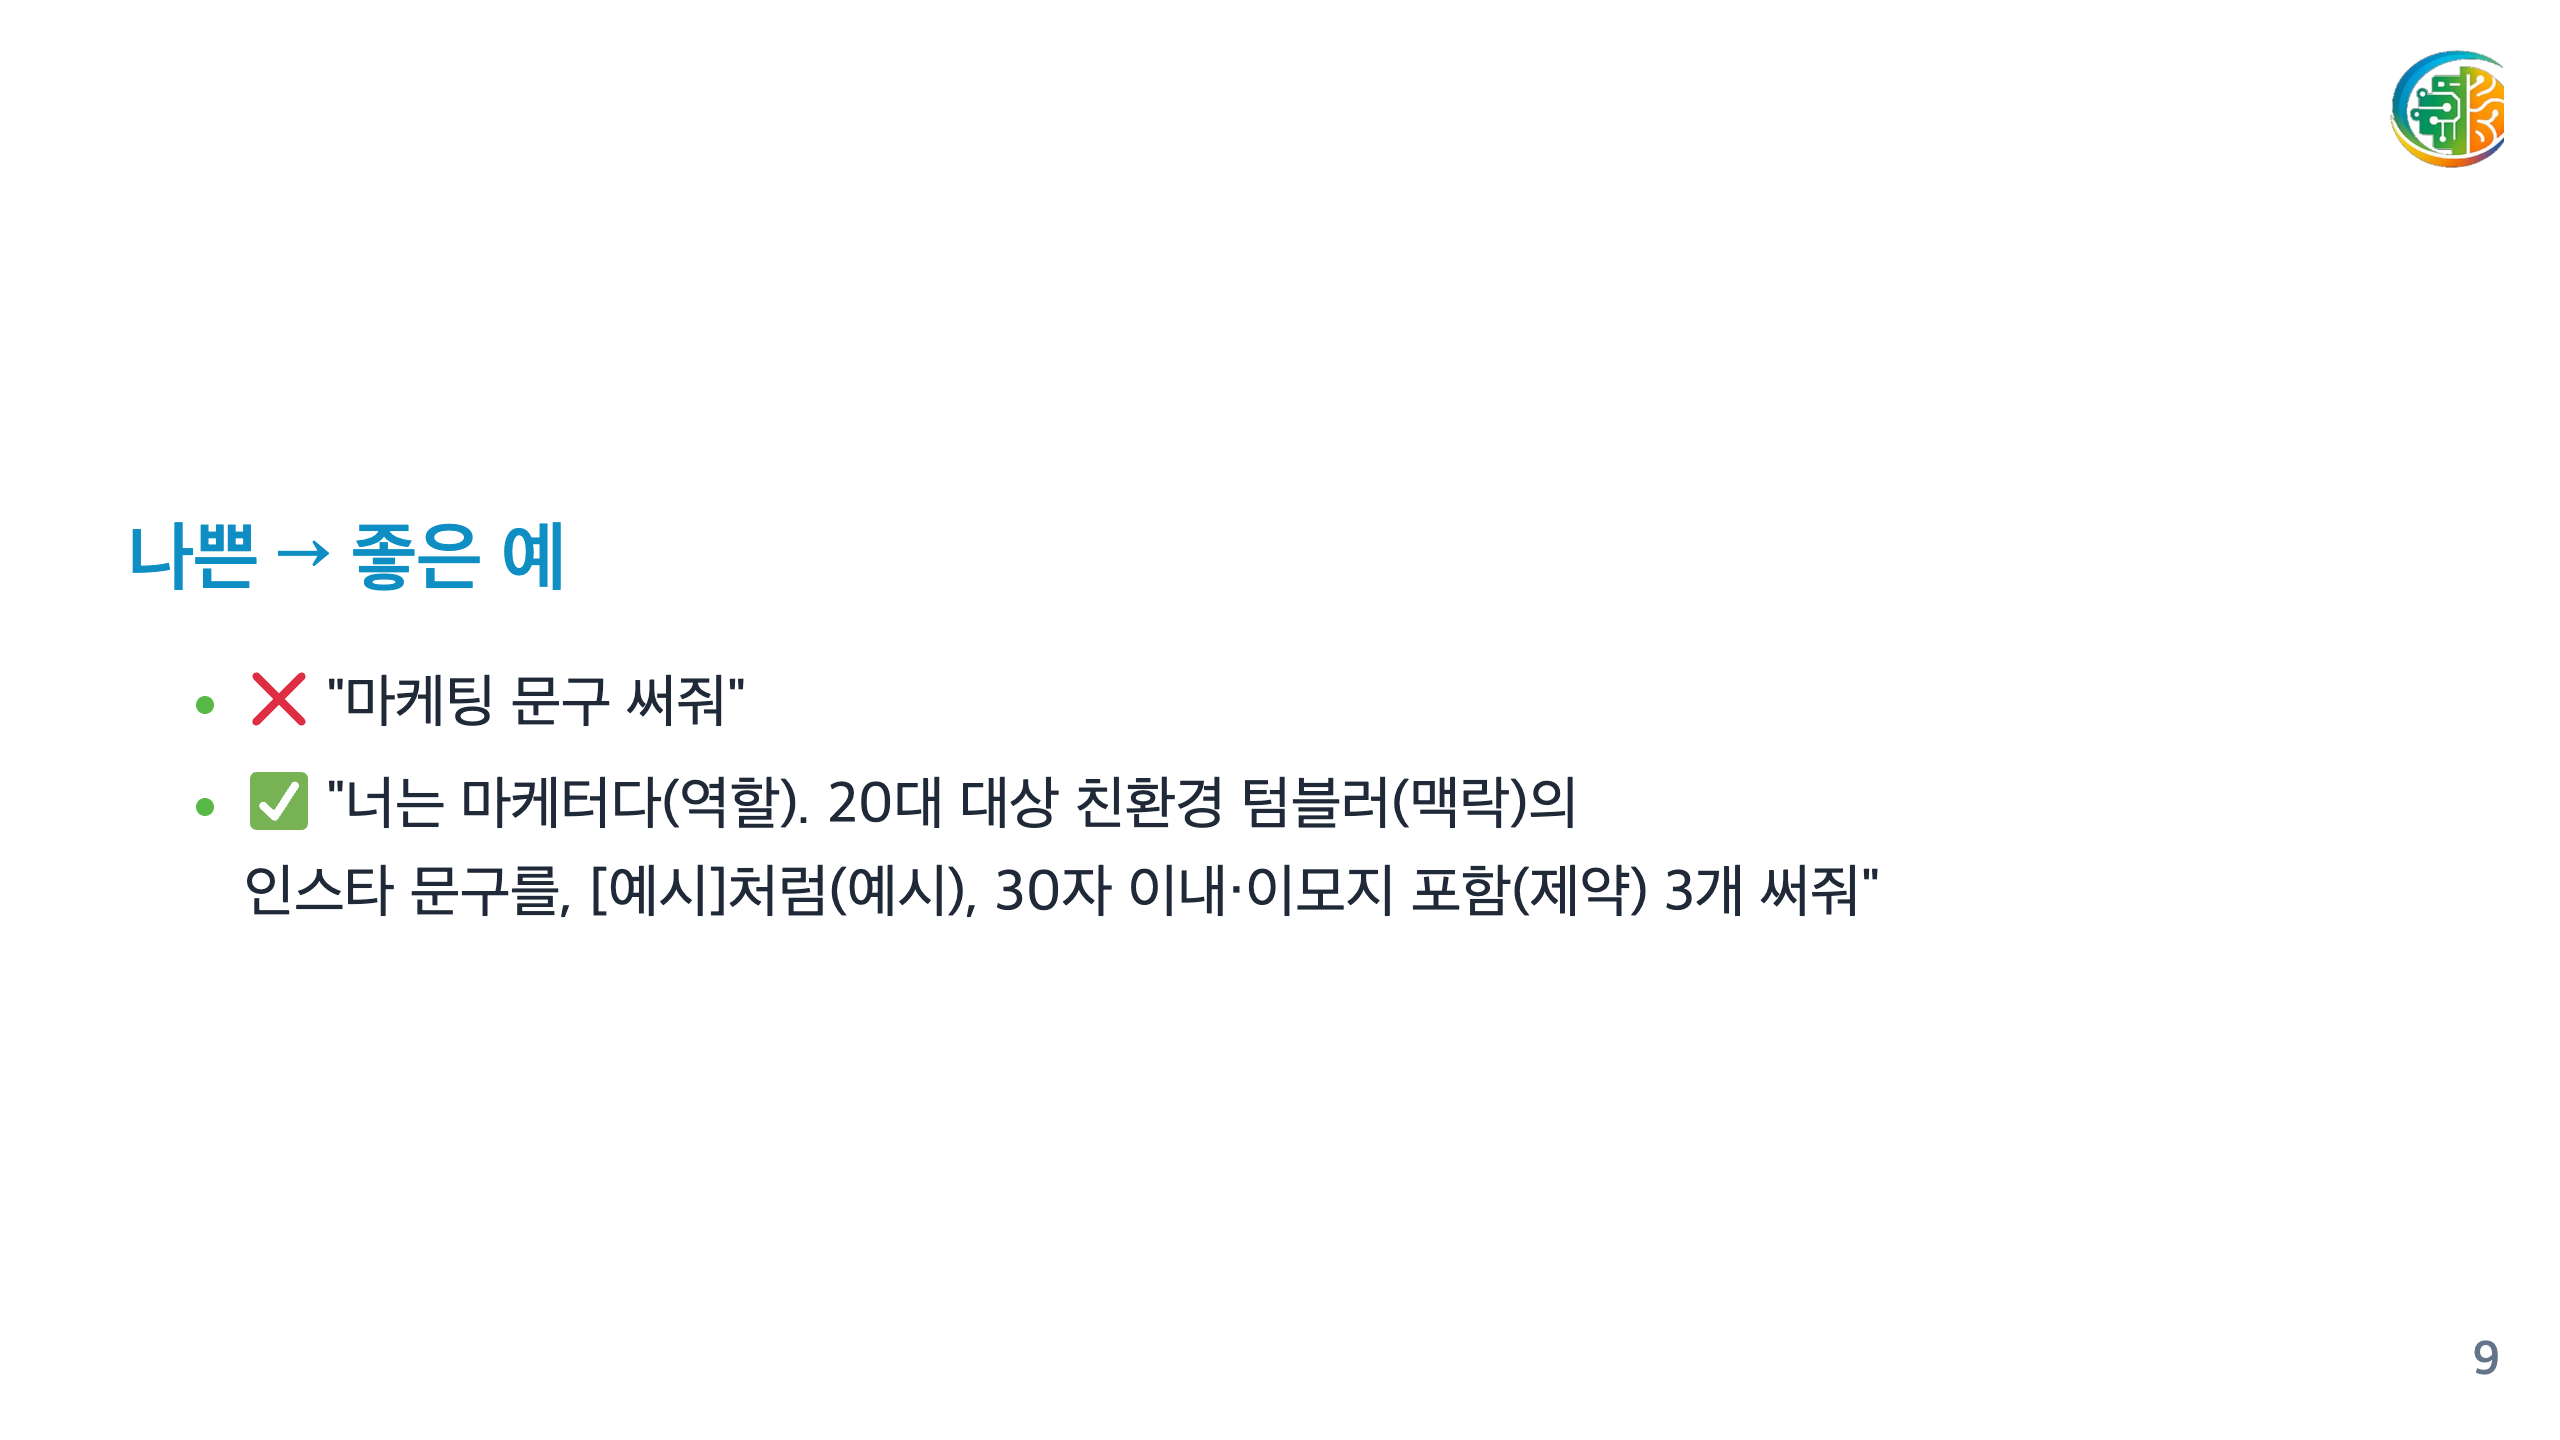 나쁜 → 좋은 예
• ❌ "마케팅 문구 써줘"
• ✅ "너는 마케터다(역할). 20대 대상 친환경 텀블러(맥락)의
인스타 문구를, [예시]처럼(예시), 30자 이내·이모지 포함(제약) 3개 써줘"
9